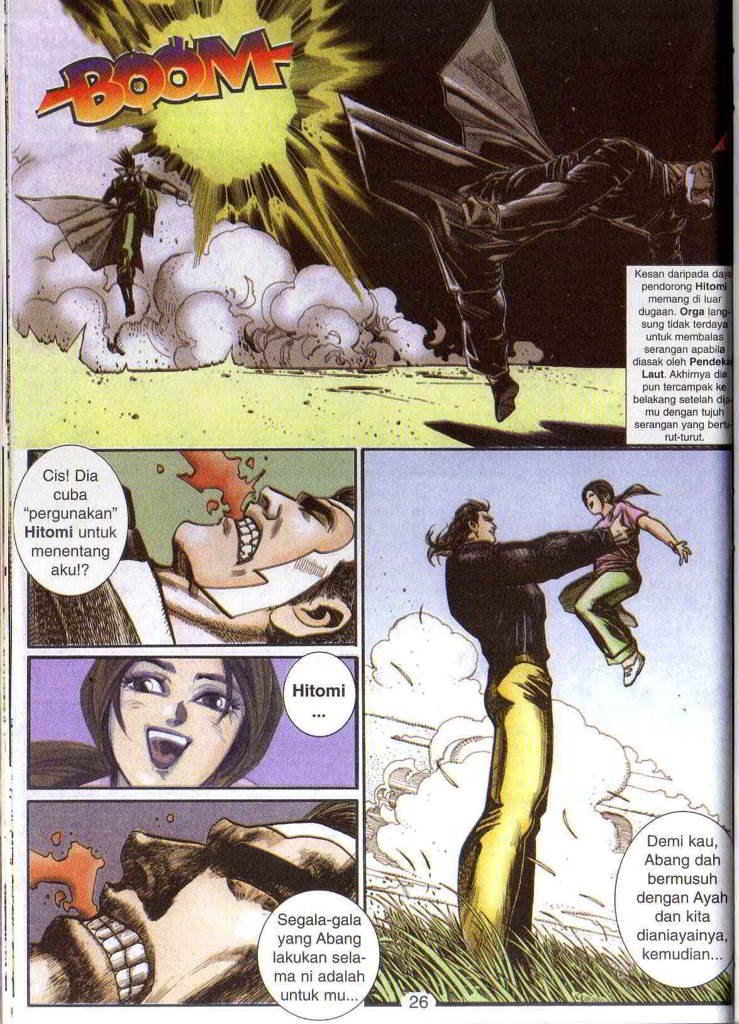 BOOM
Kesan daripada daya
pendorong Hitomi
memang di luar
dugaan. Orga lang-
sung tidak terdaya
untuk membalas
serangan apabila
diasak oleh Pendekar
Laut. Akhirnya dia
pun tercampak ke
belakang setelah dija-
mu dengan tujuh
serangan yang bertu-
rut-turut.
Cis! Dia
cuba
"pergunakan"
Hitomi untuk
menentang
aku!?
Hitomi
...
Segala-gala
yang Abang
lakukan sela-
ma ni adalah
untuk mu...
Demi kau,
Abang dah
bermusuh
dengan Ayah
dan kita
dianiayainya,
kemudian...
26